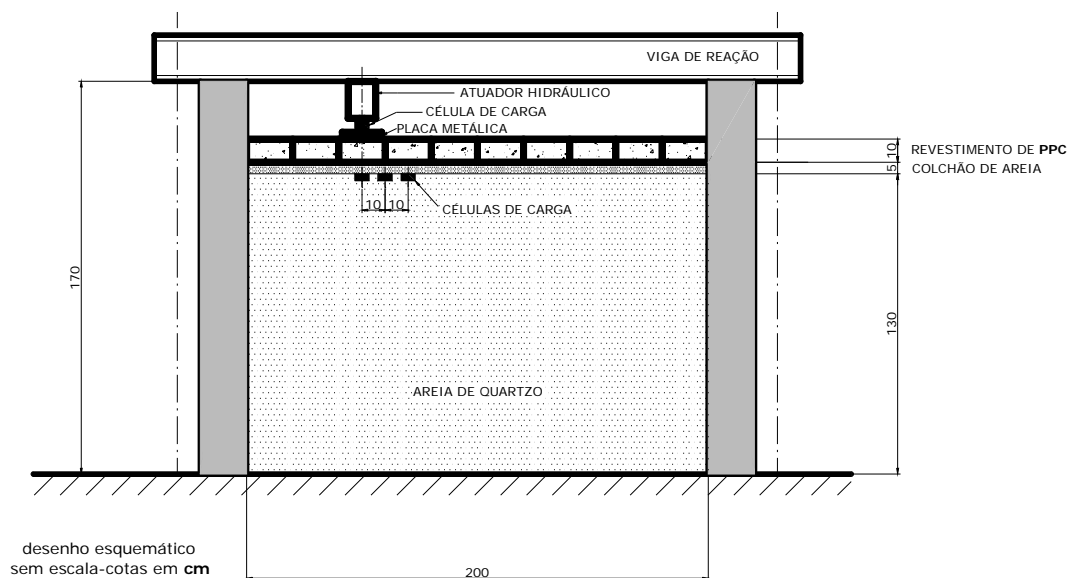 VIGA DE REAÇÃO
ATUADOR HIDRÁULICO
CÉLULA DE CARGA
PLACA METÁLICA
10
REVESTIMENTO DE PPC
5
COLCHÃO DE AREIA
10 10
CÉLULAS DE CARGA
170
130
AREIA DE QUARTZO
desenho esquemático
sem escala-cotas em cm
200